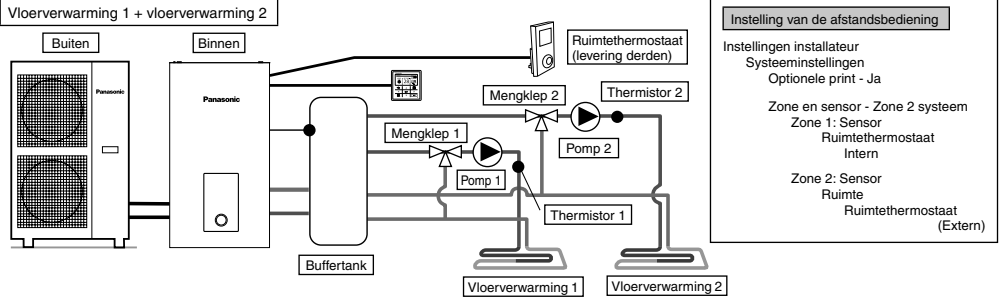 Vloerverwarming 1 + vloerverwarming 2
Buiten
Binnen
Panasonic
Panasonic
Ruimtethermostaat
(levering derden)
Mengklep 2
Thermistor 2
Mengklep 1
Pomp 2
Pomp 1
Thermistor 1
Buffertank
Vloerverwarming 1
Vloerverwarming 2
Instelling van de afstandsbediening
Instellingen installateur
Systeeminstellingen
Optionele print - Ja
Zone en sensor - Zone 2 systeem
Zone 1: Sensor
Ruimtethermostaat
Intern
Zone 2: Sensor
Ruimte
Ruimtethermostaat
(Extern)